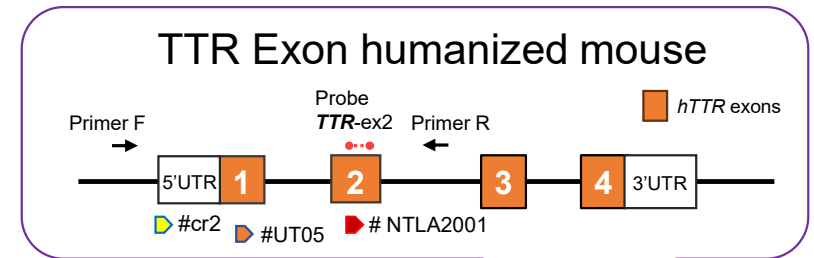 TTR Exon humanized mouse
Probe
TTR-ex2
Primer F
Primer R
hTTR exons
5'UTR 1 2 3 4 3'UTR
#cr2
#UT05
# NTLA2001